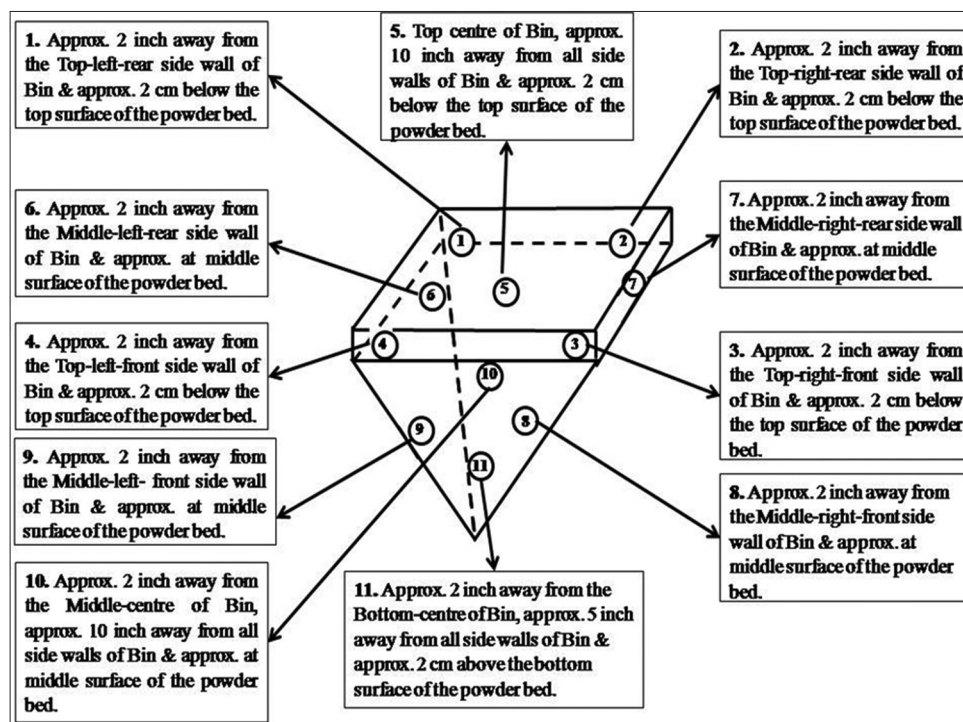 1. Approx. 2 inch away from
the Top-left-rear side wall of
Bin & approx. 2 cm below the
top surface of the powder bed.
5. Top centre of Bin, approx.
10 inch away from all side
walls of Bin & approx. 2 cm
below the top surface of the
powder bed.
2. Approx. 2 inch away from
the Top-right-rear side wall of
Bin & approx. 2 cm below the
top surface of the powder bed.
6. Approx. 2 inch away from
the Middle-left-rear side wall
of Bin & approx. at middle
surface of the powder bed.
7. Approx. 2 inch away from
the Middle-right-rear side wall
of Bin & approx. at middle
surface of the powder bed.
4. Approx. 2 inch away from
the Top-left-front side wall of
Bin & approx. 2 cm below the
top surface of the powder bed.
3. Approx. 2 inch away from
the Top-right-front side wall
of Bin & approx. 2 cm below
the top surface of the powder
bed.
9. Approx. 2 inch away from
the Middle-left- front side wall
of Bin & approx. at middle
surface of the powder bed.
8. Approx. 2 inch away from
the Middle-right-front side
wall of Bin & approx. at
middle surface of the powder
bed.
10. Approx. 2 inch away from
the Middle-centre of Bin,
approx. 10 inch away from all
side walls of Bin & approx. at
middle surface of the powder
bed.
11. Approx. 2 inch away from the
Bottom-centre of Bin, approx. 5 inch
away from all side walls of Bin &
approx. 2 cm above the bottom
surface of the powder bed.
1
2
6
5
7
4
3
10
9
8
11